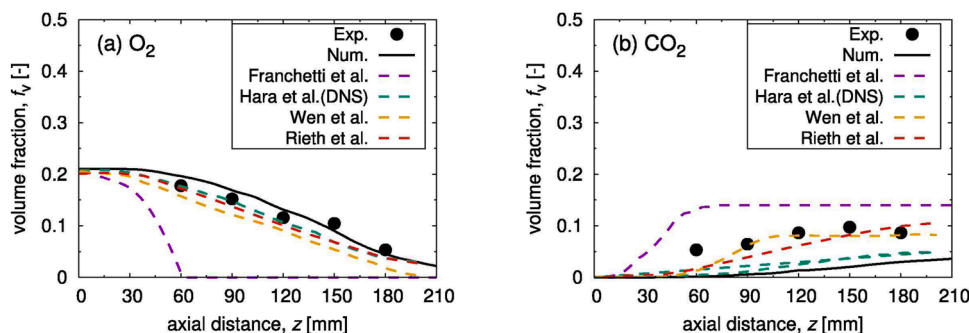 0.5
0.4
0.3
0.2
0.1
0
volume fraction, fᵥ [-]
(a) O₂
Exp.
Num.
Franchetti et al.
Hara et al.(DNS)
Wen et al.
Rieth et al.
0 30 60 90 120 150 180 210
axial distance, z [mm]
0.5
0.4
0.3
0.2
0.1
0
volume fraction, fᵥ [-]
(b) CO₂
Exp.
Num.
Franchetti et al.
Hara et al.(DNS)
Wen et al.
Rieth et al.
0 30 60 90 120 150 180 210
axial distance, z [mm]